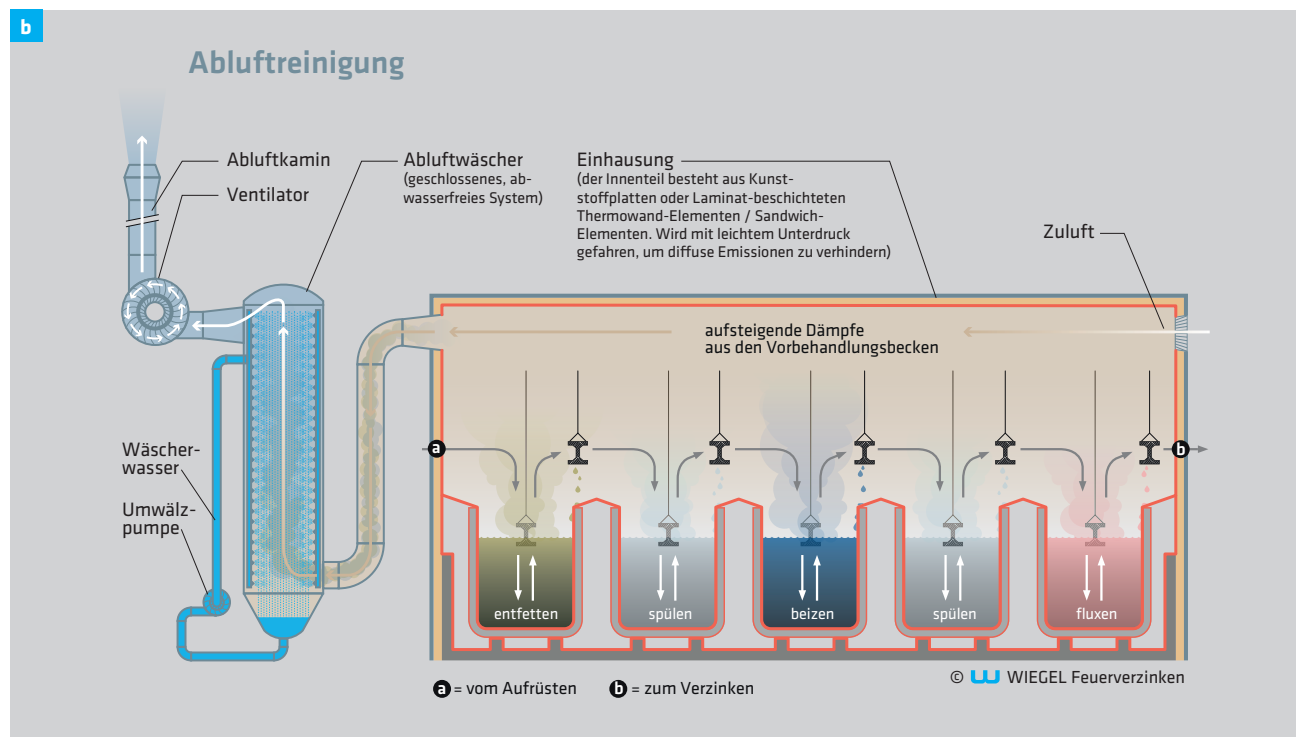 b
Abluftreinigung
Abluftkamin
Ventilator
Abluftwäscher
(geschlossenes, ab-
wasserfreies System)
Einhausung
(der Innenteil besteht aus Kunst-
stoffplatten oder Laminat-beschichteten
Thermowand-Elementen / Sandwich-
Elementen. Wird mit leichtem Unterdruck
gefahren, um diffuse Emissionen zu verhindern)
Zuluft
aufsteigende Dämpfe
aus den Vorbehandlungsbecken
Wäscher-
wasser
Umwälz-
pumpe
a
b
entfetten
spülen
beizen
spülen
fluxen
a = vom Aufrüsten
b = zum Verzinken
© WIEGEL Feuerverzinken